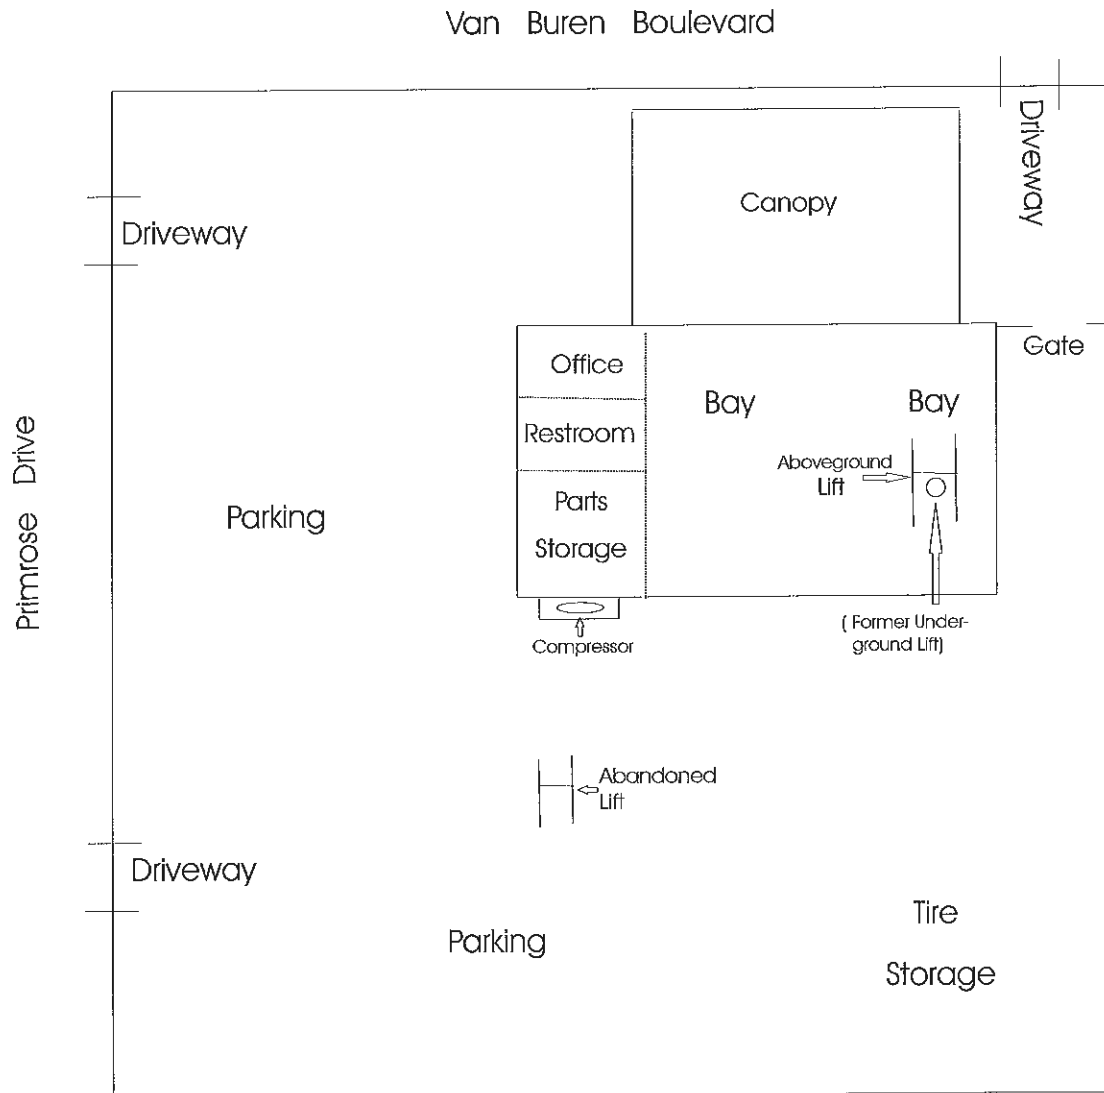 Van Buren Boulevard
Driveway
Canopy
Driveway
Gate
Office
Bay
Bay
Restroom
Primrose Drive
Aboveground
Lift
Parking
Parts
Storage
( Former Under-
ground Lift)
Compressor
Abandoned
Lift
Driveway
Tire
Storage
Parking